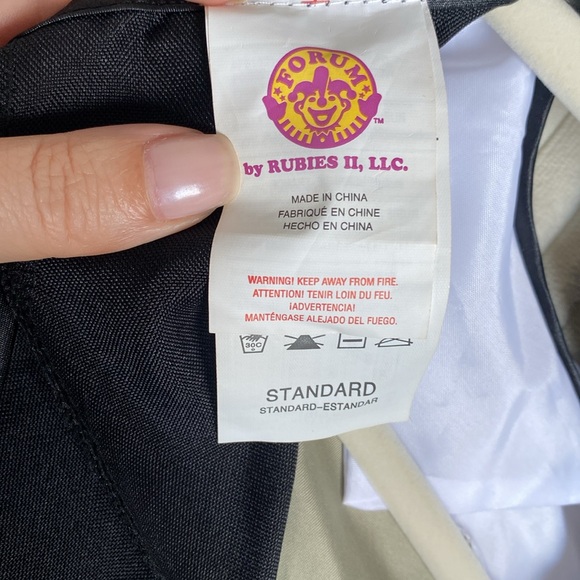 FORUM
TM
by RUBIES II, LLC.
MADE IN CHINA
FABRIQUÉ EN CHINE
HECHO EN CHINA
WARNING! KEEP AWAY FROM FIRE.
ATTENTION! TENIR LOIN DU FEU.
¡ADVERTENCIA!
MANTÉNGASE ALEJADO DEL FUEGO.
30C
STANDARD
STANDARD-ESTANDAR